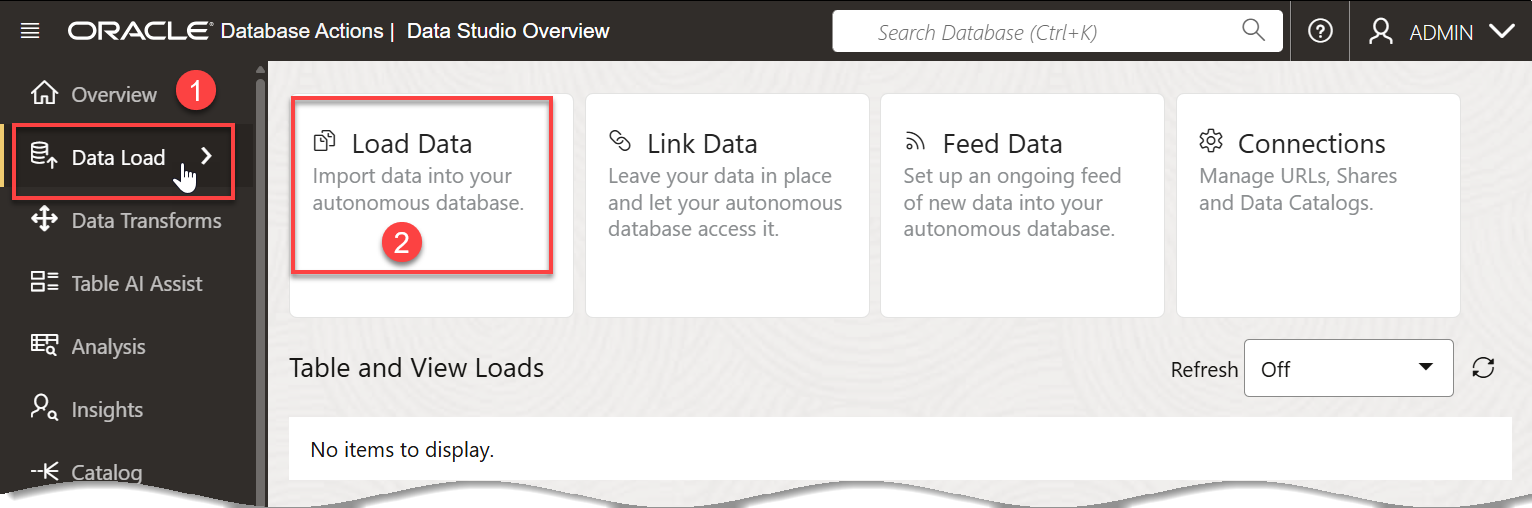 ORACLE Database Actions | Data Studio Overview
Search Database (Ctrl+K)
ADMIN
Overview
1
Data Load
Data Transforms
Table AI Assist
Analysis
Insights
Catalog
Load Data
Import data into your
autonomous database.
2
Link Data
Leave your data in place
and let your autonomous
database access it.
Feed Data
Set up an ongoing feed
of new data into your
autonomous database.
Connections
Manage URLs, Shares
and Data Catalogs.
Table and View Loads
Refresh
Off
No items to display.